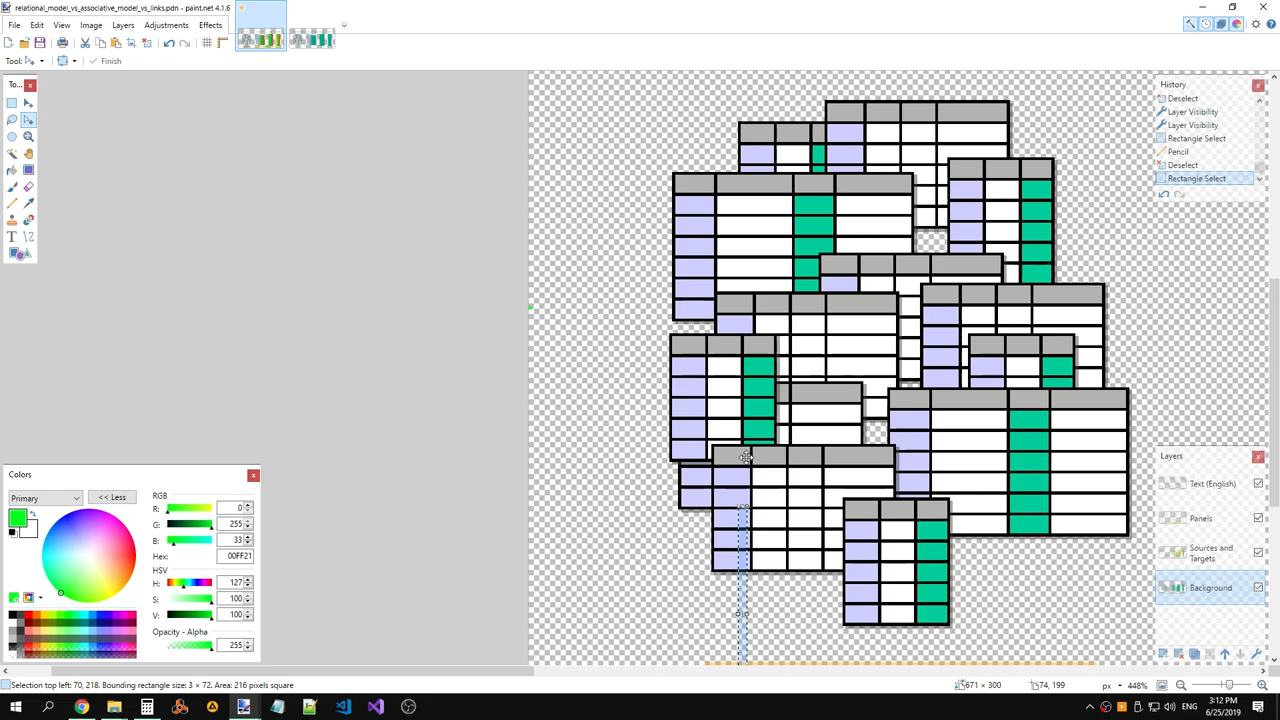 relational_model_vs_associative_model_vs_links.pdn - paint.net 4.1.6
File Edit View Image Layers Adjustments Effects
Tool: Finish
To...
History
Deselect
Layer Visibility
Layer Visibility
Rectangle Select
Pencil
Deselect
Rectangle Select
Layers
Text (English)
Panels
Sources and
Targets
Background
Colors
Primary
<< Less
RGB
R: 0
G: 255
B: 33
Hex: 00FF21
HSV
H: 127
S: 100
V: 100
Opacity - Alpha
255
Selection top left: 70, 218. Bounding rectangle size: 3 × 72. Area: 216 pixels square
671 × 300
74, 199
px
448%
ENG
3:12 PM
6/25/2019